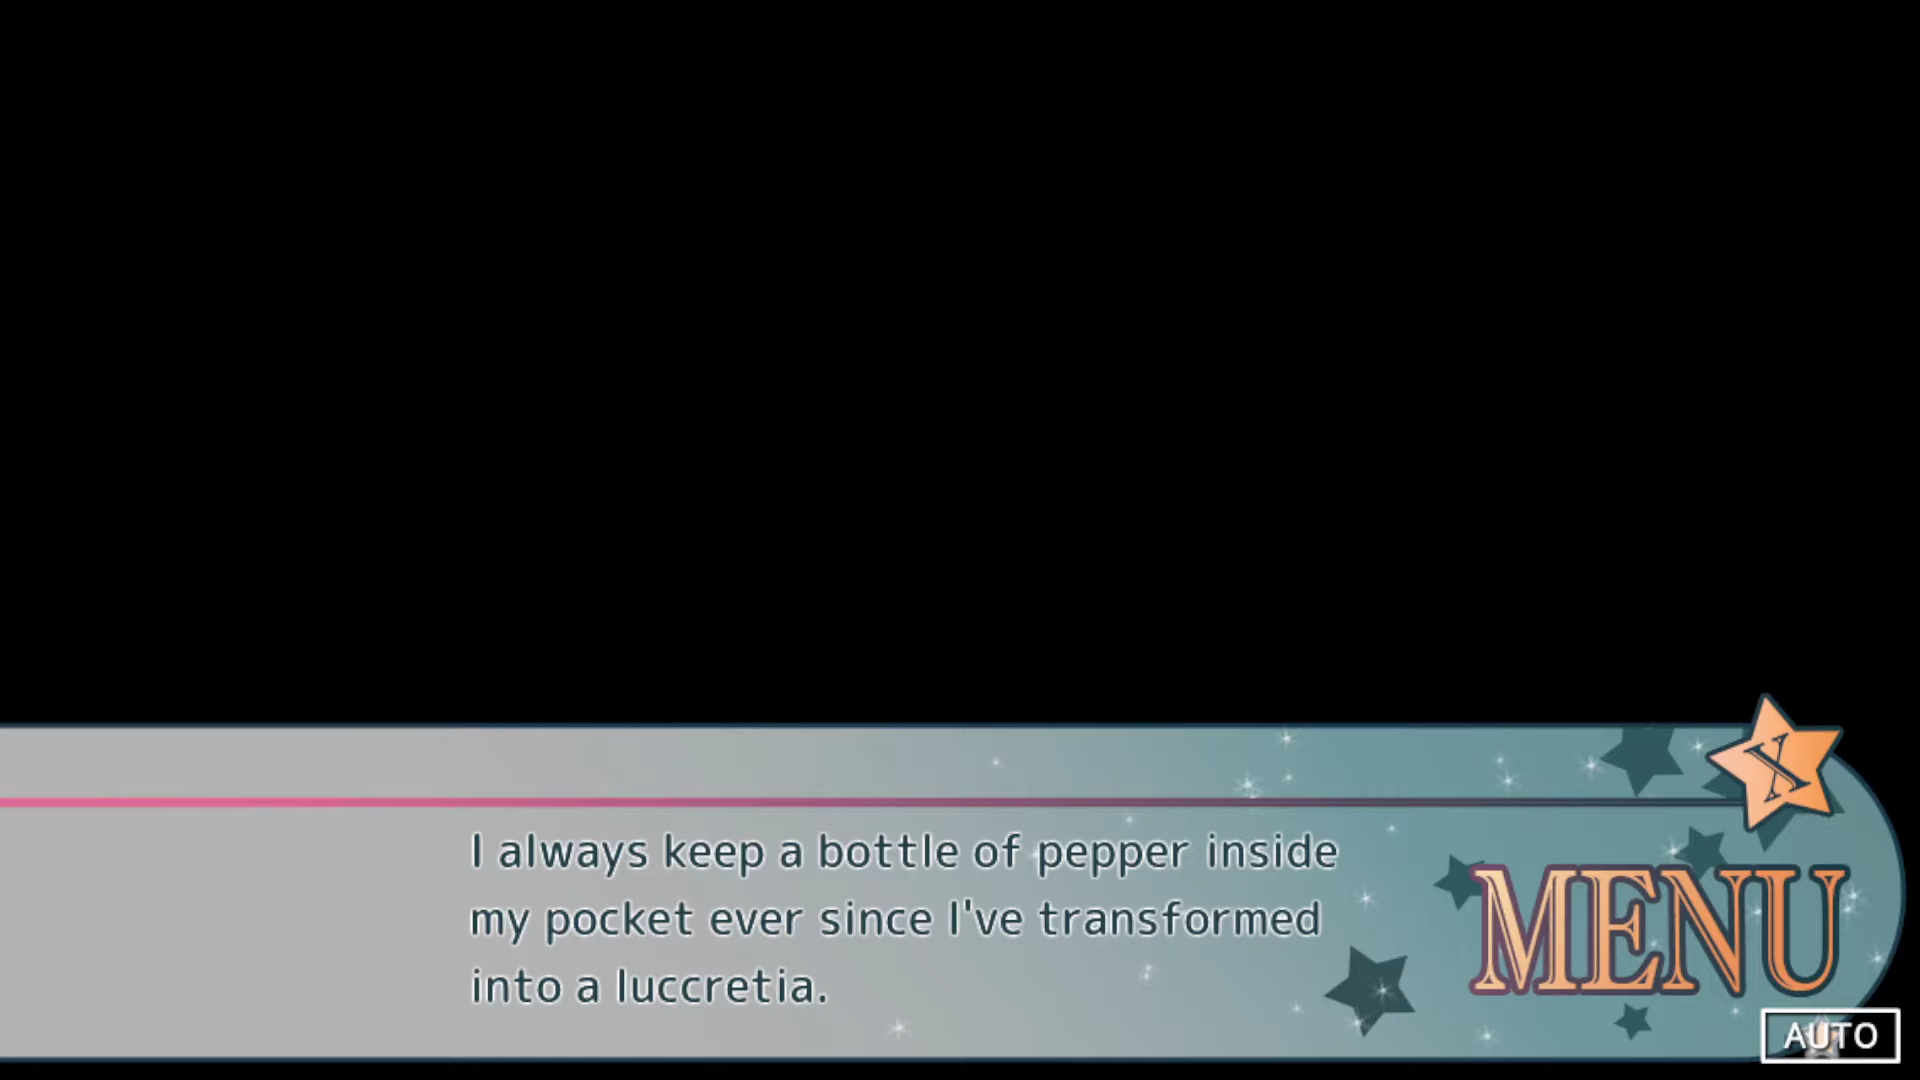 X
I always keep a bottle of pepper inside
my pocket ever since I've transformed
into a luccretia.
MENU
AUTO